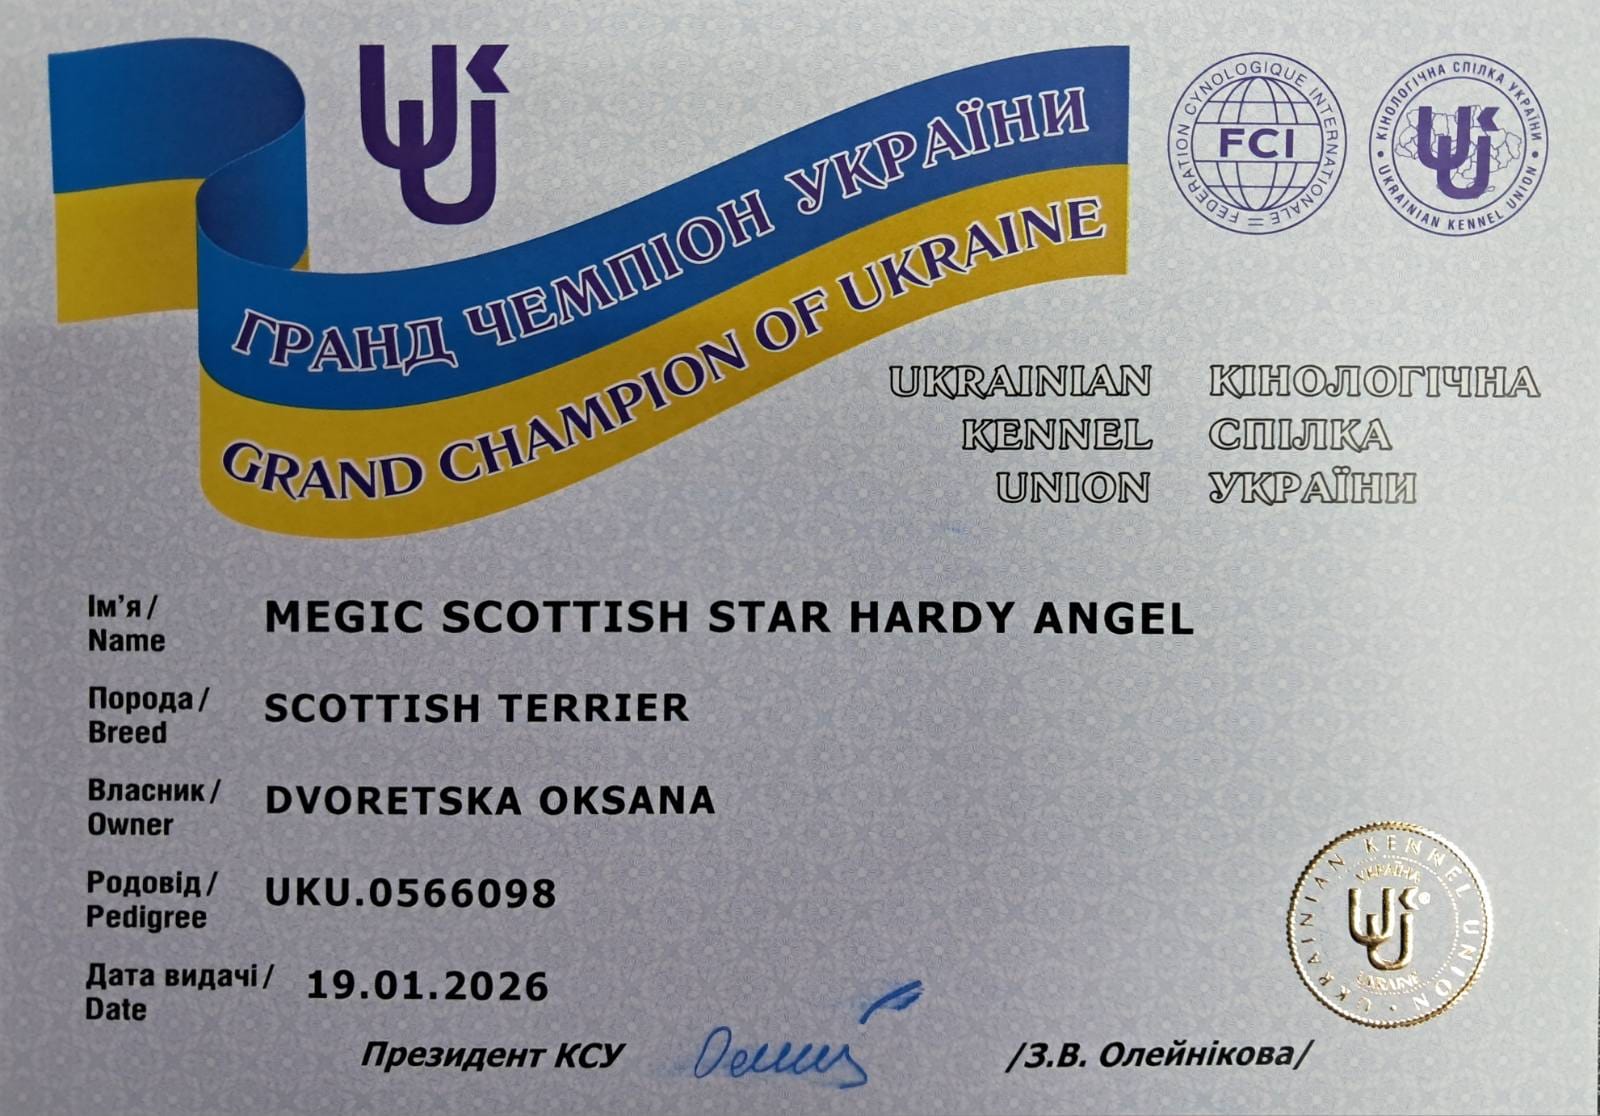 ГРАНД ЧЕМПІОН УКРАЇНИ
GRAND CHAMPION OF UKRAINE
FEDERATION CYNOLOGIQUE INTERNATIONALE
FCI
КІНОЛОГІЧНА СПІЛКА УКРАЇНИ
UKRAINIAN KENNEL UNION
UKRAINIAN КІНОЛОГІЧНА
KENNEL СПІЛКА
UNION УКРАЇНИ
Ім'я /
Name
MEGIC SCOTTISH STAR HARDY ANGEL
Порода /
Breed
SCOTTISH TERRIER
Власник /
Owner
DVORETSKA OKSANA
Родовід /
Pedigree
UKU.0566098
Дата видачі /
Date
19.01.2026
UKRAINIAN KENNEL UNION
УКРАЇНА
UKRAINE
Президент КСУ /З.В. Олейнікова/